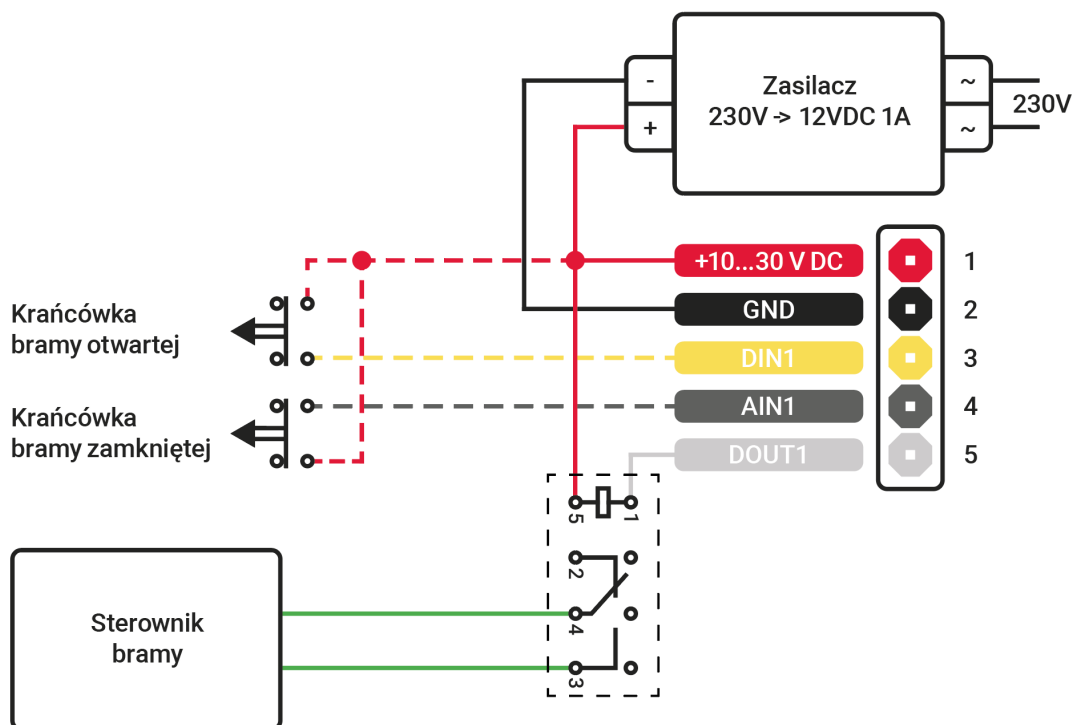 -
+
Zasilacz
230V -> 12VDC 1A
~
~
230V
+10...30 V DC
1
GND
2
DIN1
3
AIN1
4
DOUT1
5
Krańcówka
bramy otwartej
Krańcówka
bramy zamkniętej
5
1
2
4
3
Sterownik
bramy